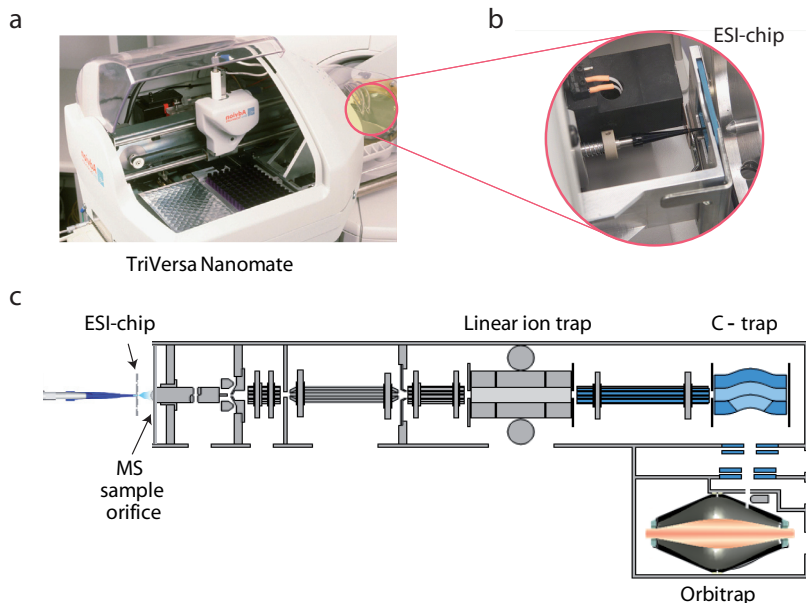 a
b
ESI-chip
TriVersa Nanomate
c
ESI-chip
Linear ion trap
C - trap
MS
sample
orifice
Orbitrap